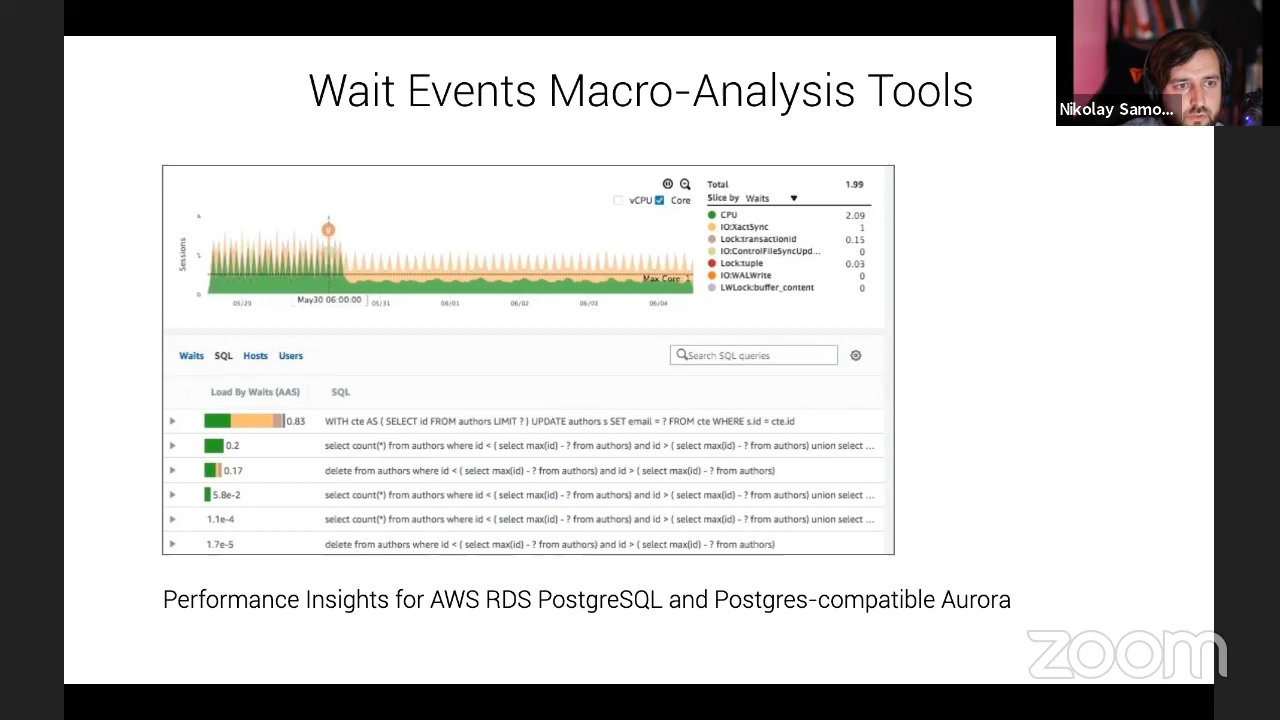 Wait Events Macro-Analysis Tools
Nikolay Samo...
vCPU Core
Sessions
Max Core 1
05/29 May30 06:00:00 05/31 06/01 06/02 06/03 06/04
Total 1.99
Slice by Waits
CPU 2.09
IO:XactSync 1
Lock:transactionid 0.15
IO:ControlFileSyncUpd... 0
Lock:tuple 0.03
IO:WALWrite 0
LWLock:buffer_content 0
Waits SQL Hosts Users
Search SQL queries
Load By Waits (AAS) SQL
0.83 WITH cte AS ( SELECT id FROM authors LIMIT ? ) UPDATE authors s SET email = ? FROM cte WHERE s.id = cte.id
0.2 select count(*) from authors where id < ( select max(id) - ? from authors) and id > ( select max(id) - ? from authors) union select ...
0.17 delete from authors where id < ( select max(id) - ? from authors) and id > ( select max(id) - ? from authors)
5.8e-2 select count(*) from authors where id < ( select max(id) - ? from authors) and id > ( select max(id) - ? from authors) union select ...
1.1e-4 select count(*) from authors where id < ( select max(id) - ? from authors) and id > ( select max(id) - ? from authors) union select ...
1.7e-5 delete from authors where id < ( select max(id) - ? from authors) and id > ( select max(id) - ? from authors)
Performance Insights for AWS RDS PostgreSQL and Postgres-compatible Aurora
zoom